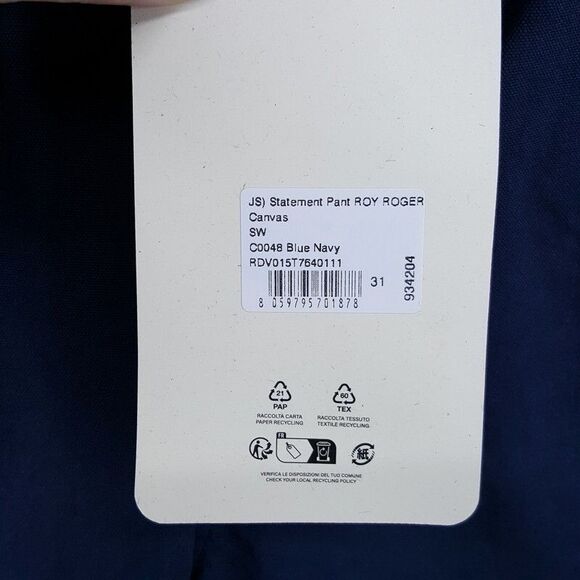 JS) Statement Pant ROY ROGER
Canvas
SW
C0048 Blue Navy
RDV015T7640111
31
934204
8 059795701878
21
PAP
RACCOLTA CARTA
PAPER RECYCLING
60
TEX
RACCOLTA TESSUTO
TEXTILE RECYCLING
FR
紙
VERIFICA LE DISPOSIZIONI DEL TUO COMUNE
CHECK YOUR LOCAL RECYCLING POLICY